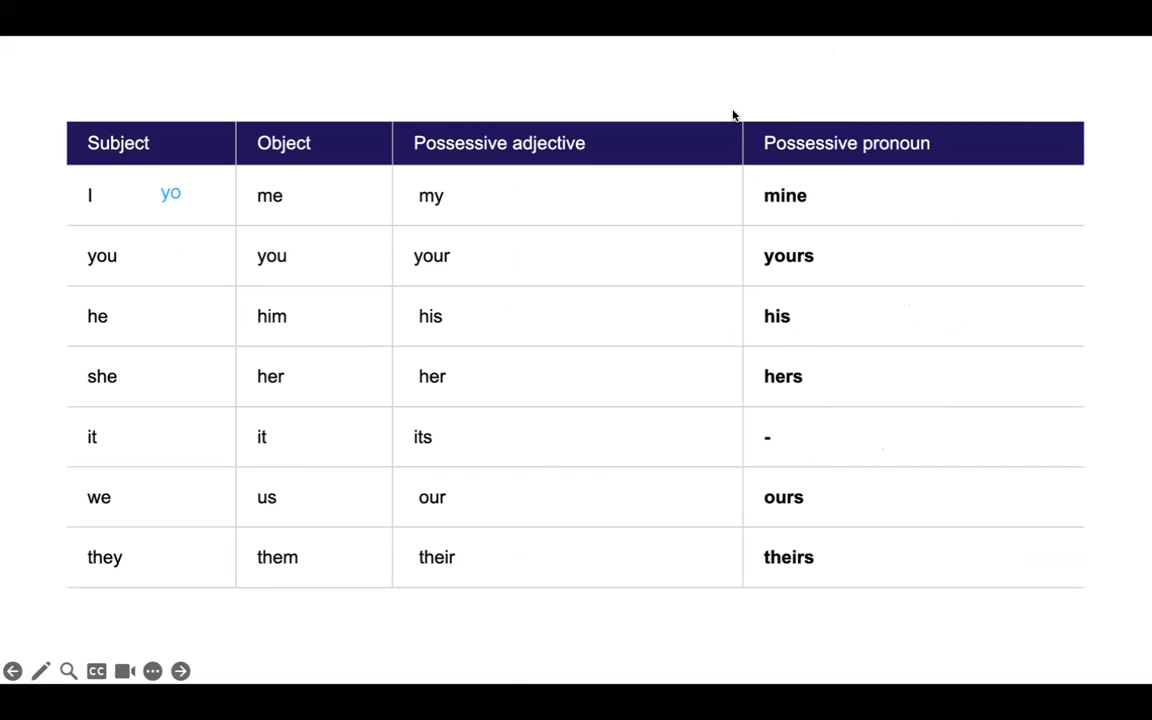 Subject Object Possessive adjective Possessive pronoun
I yo me my mine
you you your yours
he him his his
she her her hers
it it its -
we us our ours
they them their theirs
CC